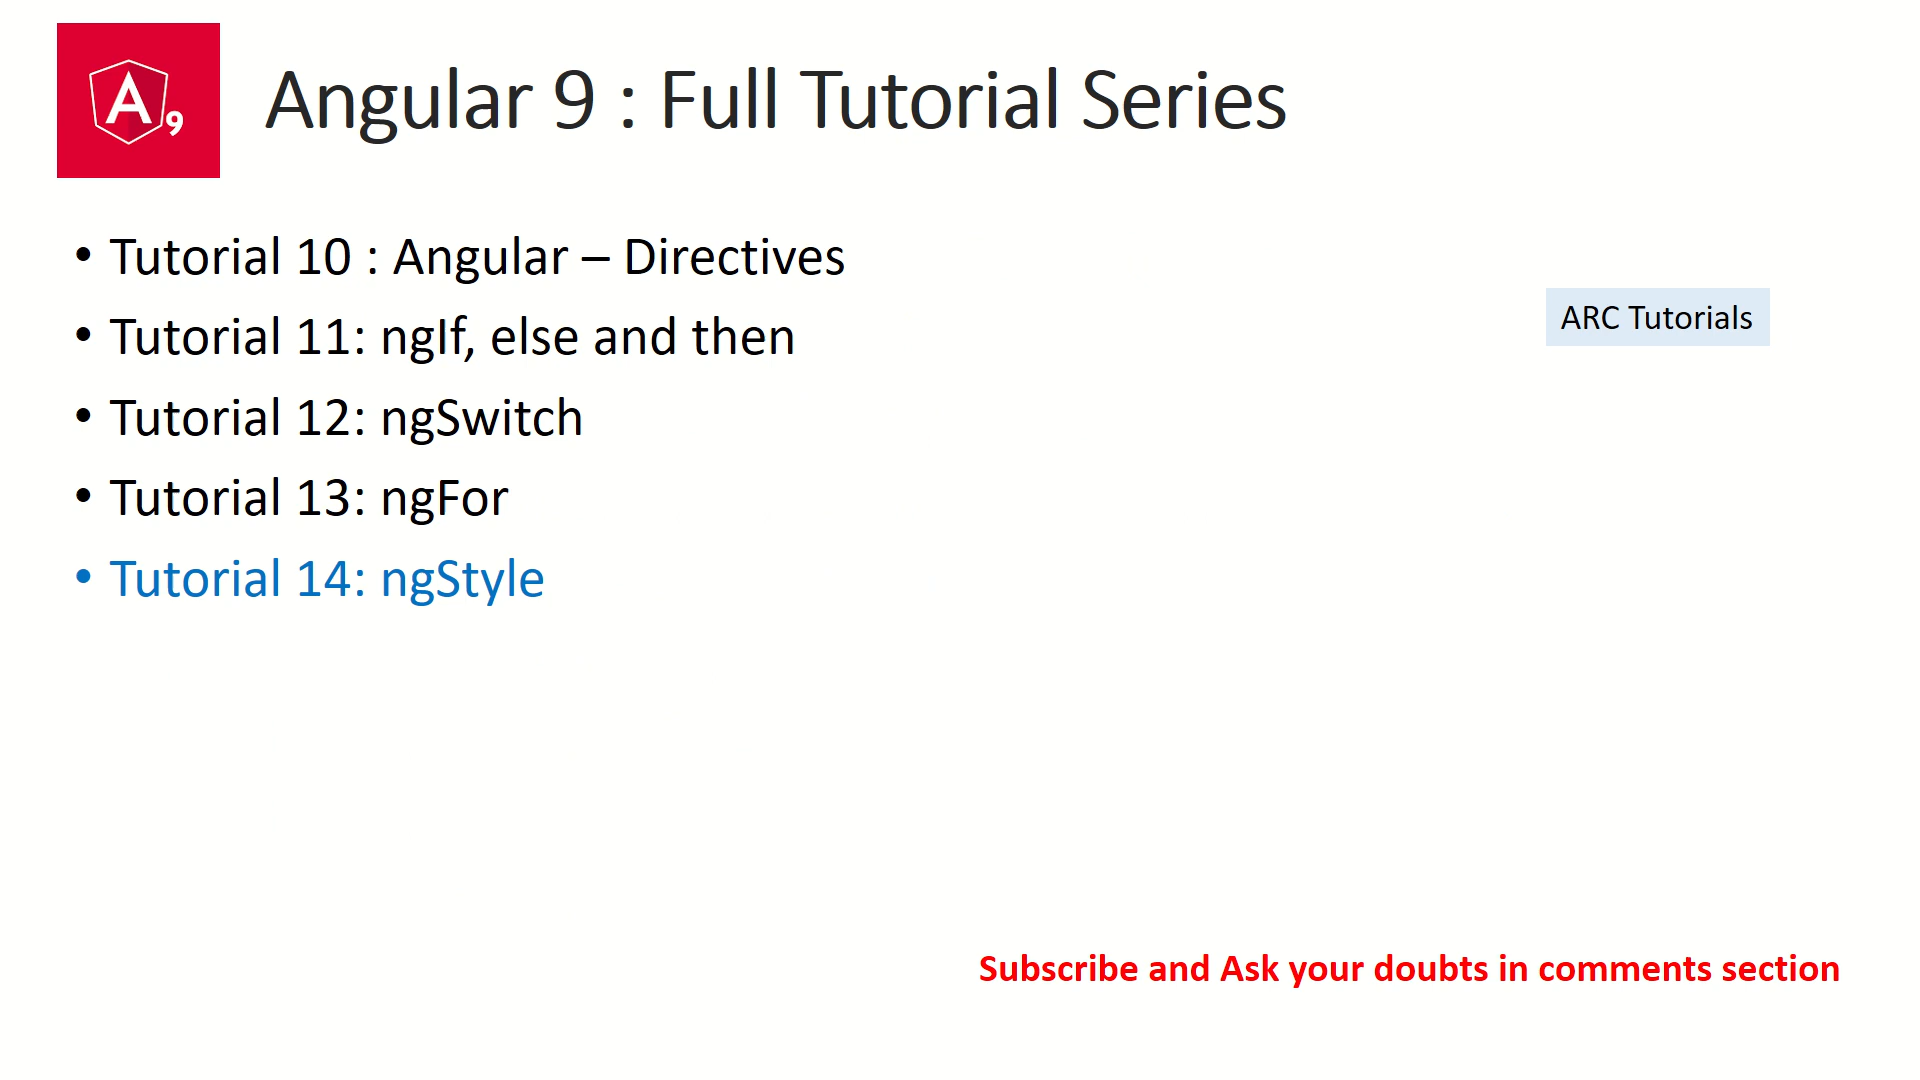 A9
Angular 9 : Full Tutorial Series
• Tutorial 10 : Angular – Directives
• Tutorial 11: ngIf, else and then
• Tutorial 12: ngSwitch
• Tutorial 13: ngFor
• Tutorial 14: ngStyle
ARC Tutorials
Subscribe and Ask your doubts in comments section